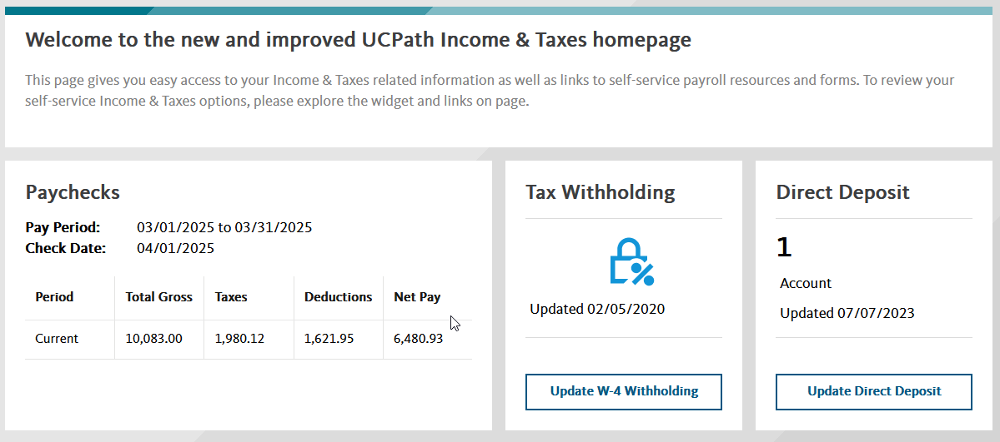 Welcome to the new and improved UCPath Income & Taxes homepage
This page gives you easy access to your Income & Taxes related information as well as links to self-service payroll resources and forms. To review your
self-service Income & Taxes options, please explore the widget and links on page.
Paychecks
Pay Period: 03/01/2025 to 03/31/2025
Check Date: 04/01/2025
Period Total Gross Taxes Deductions Net Pay
Current 10,083.00 1,980.12 1,621.95 6,480.93
Tax Withholding
Updated 02/05/2020
Update W-4 Withholding
Direct Deposit
1
Account
Updated 07/07/2023
Update Direct Deposit